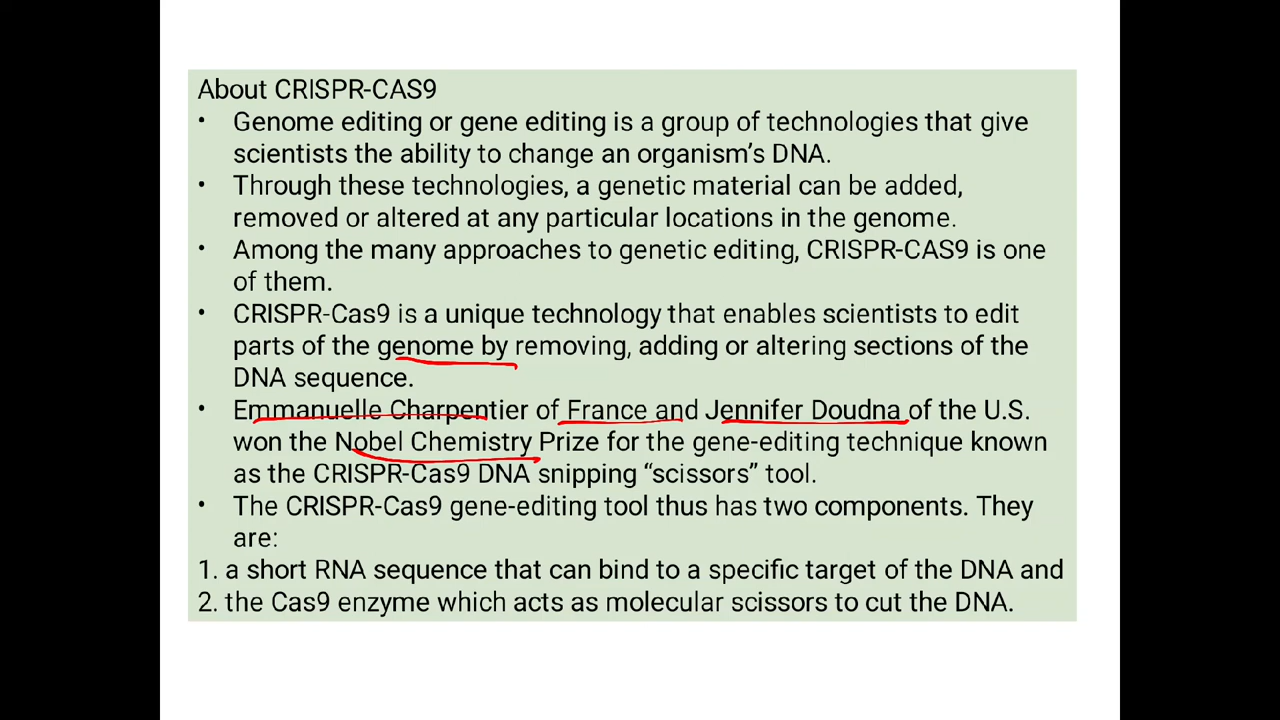 About CRISPR-CAS9
• Genome editing or gene editing is a group of technologies that give
scientists the ability to change an organism's DNA.
• Through these technologies, a genetic material can be added,
removed or altered at any particular locations in the genome.
• Among the many approaches to genetic editing, CRISPR-CAS9 is one
of them.
• CRISPR-Cas9 is a unique technology that enables scientists to edit
parts of the genome by removing, adding or altering sections of the
DNA sequence.
• Emmanuelle Charpentier of France and Jennifer Doudna of the U.S.
won the Nobel Chemistry Prize for the gene-editing technique known
as the CRISPR-Cas9 DNA snipping “scissors” tool.
• The CRISPR-Cas9 gene-editing tool thus has two components. They
are:
1. a short RNA sequence that can bind to a specific target of the DNA and
2. the Cas9 enzyme which acts as molecular scissors to cut the DNA.